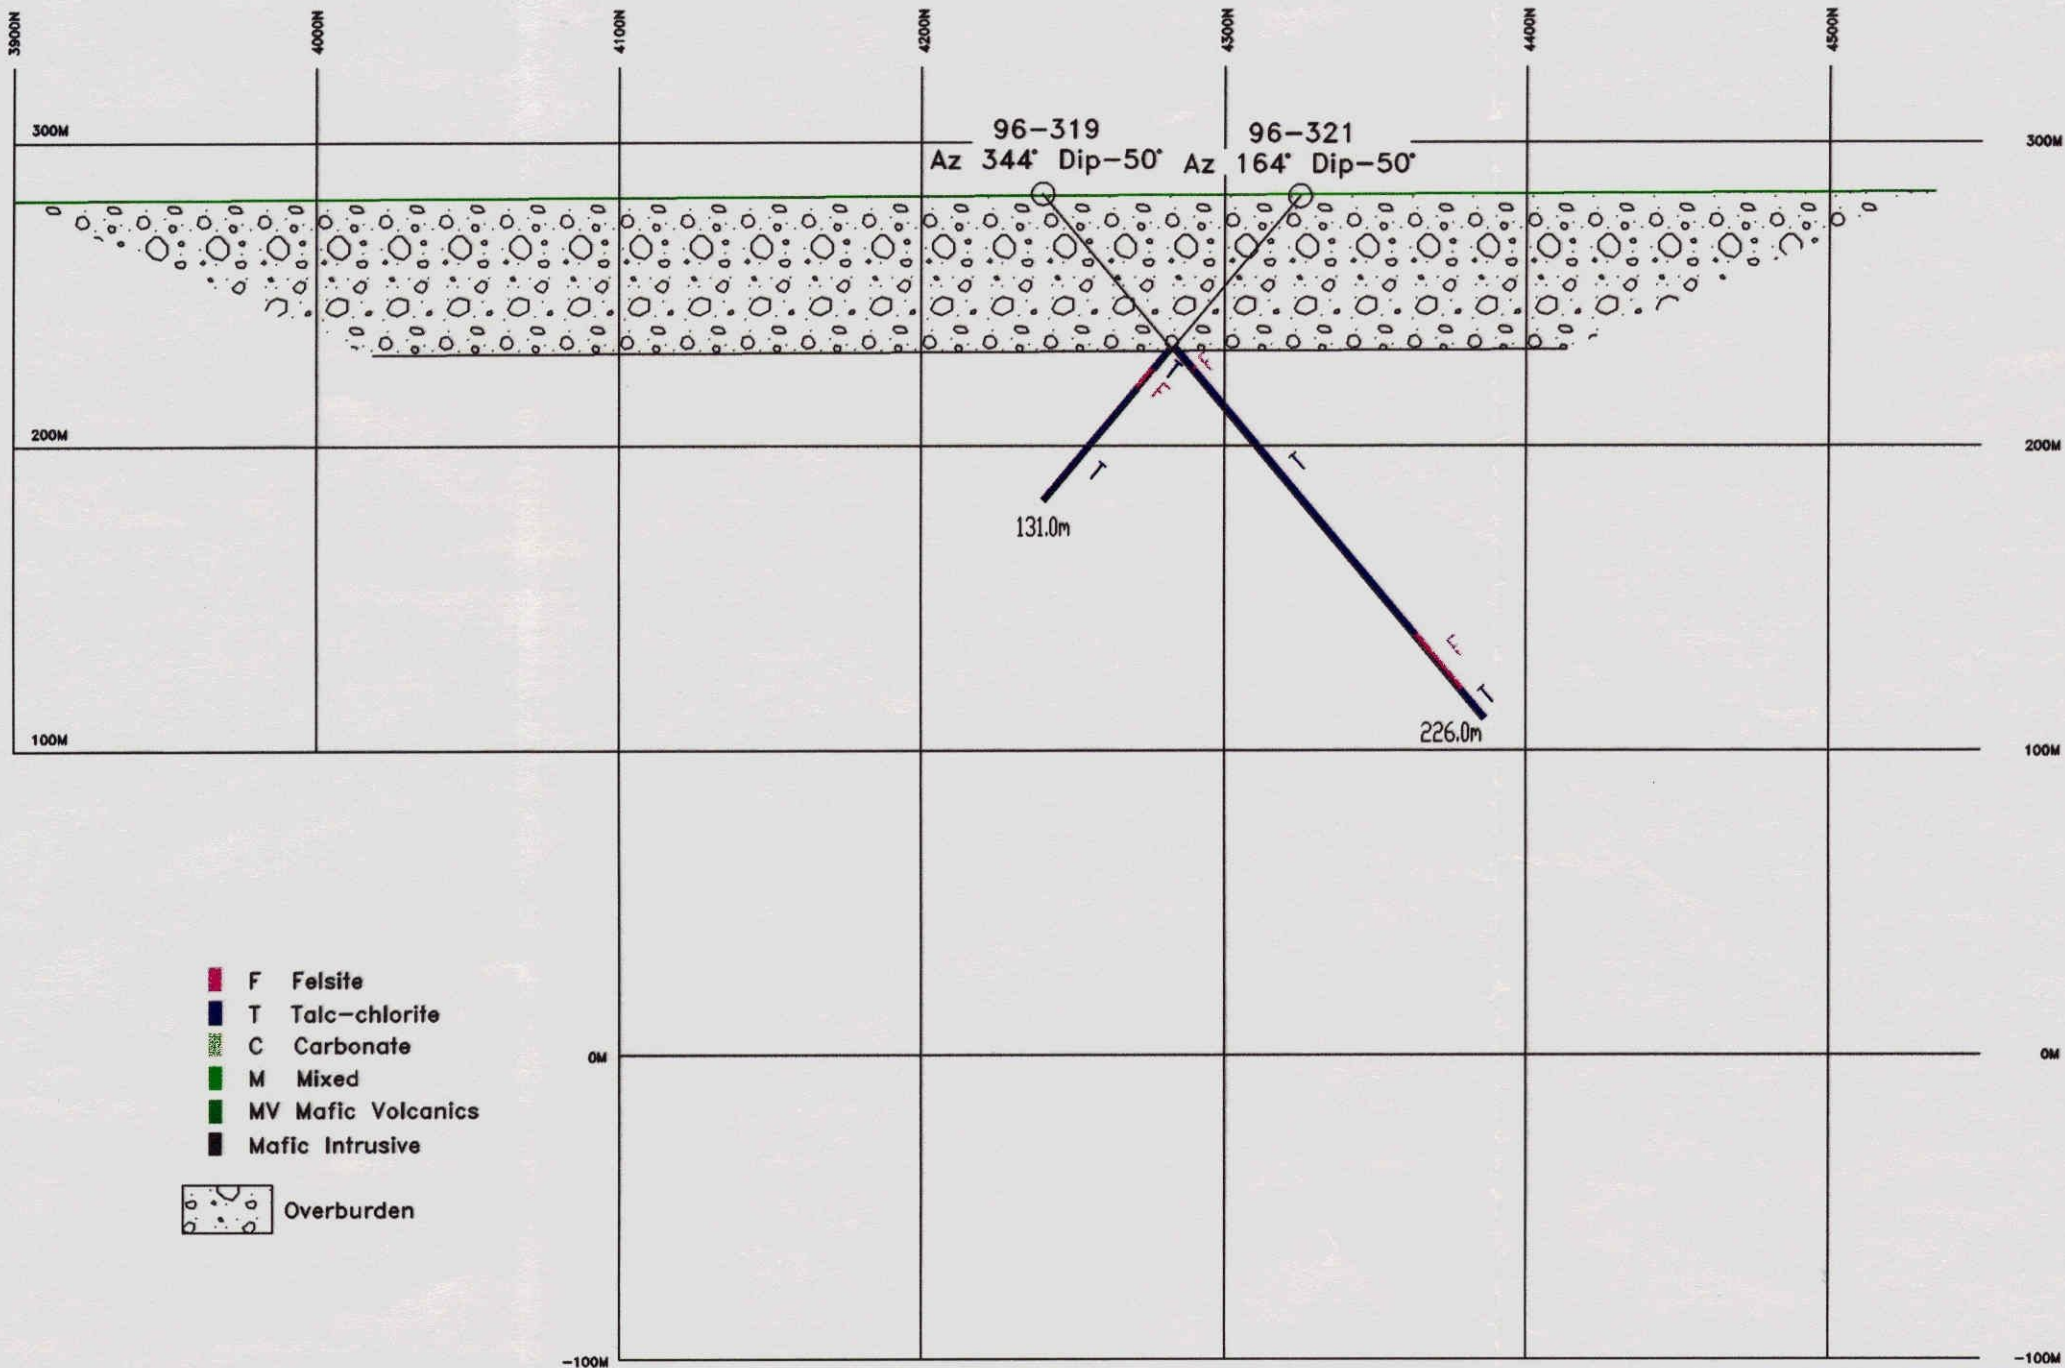 3900N
4000N
4100N
4200N
4300N
4400N
4500N
96-319
96-321
300M
300M
Az 344° Dip-50°
Az 164° Dip-50°
F
T
F
200M
200M
T
T
131.0m
F
T
226.0m
100M
100M
F Felsite
T Talc-chlorite
C Carbonate
M Mixed
0M
0M
MV Mafic Volcanics
Mafic Intrusive
Overburden
-100M
-100M